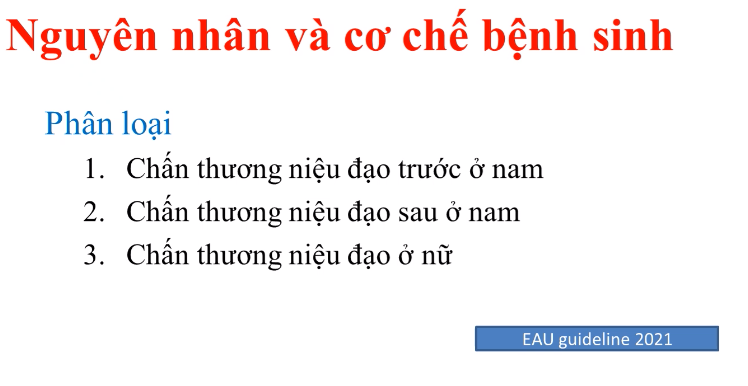 Nguyên nhân và cơ chế bệnh sinh
Phân loại
1. Chấn thương niệu đạo trước ở nam
2. Chấn thương niệu đạo sau ở nam
3. Chấn thương niệu đạo ở nữ
EAU guideline 2021